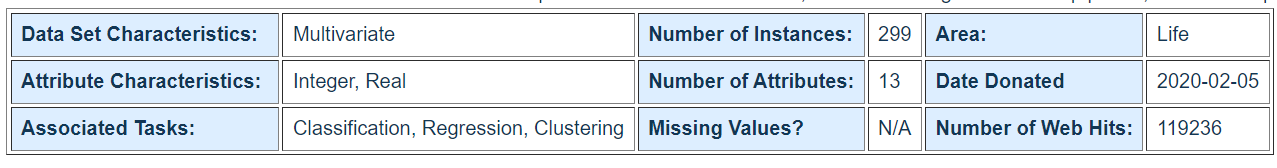 Data Set Characteristics: Multivariate Number of Instances: 299 Area: Life
Attribute Characteristics: Integer, Real Number of Attributes: 13 Date Donated 2020-02-05
Associated Tasks: Classification, Regression, Clustering Missing Values? N/A Number of Web Hits: 119236